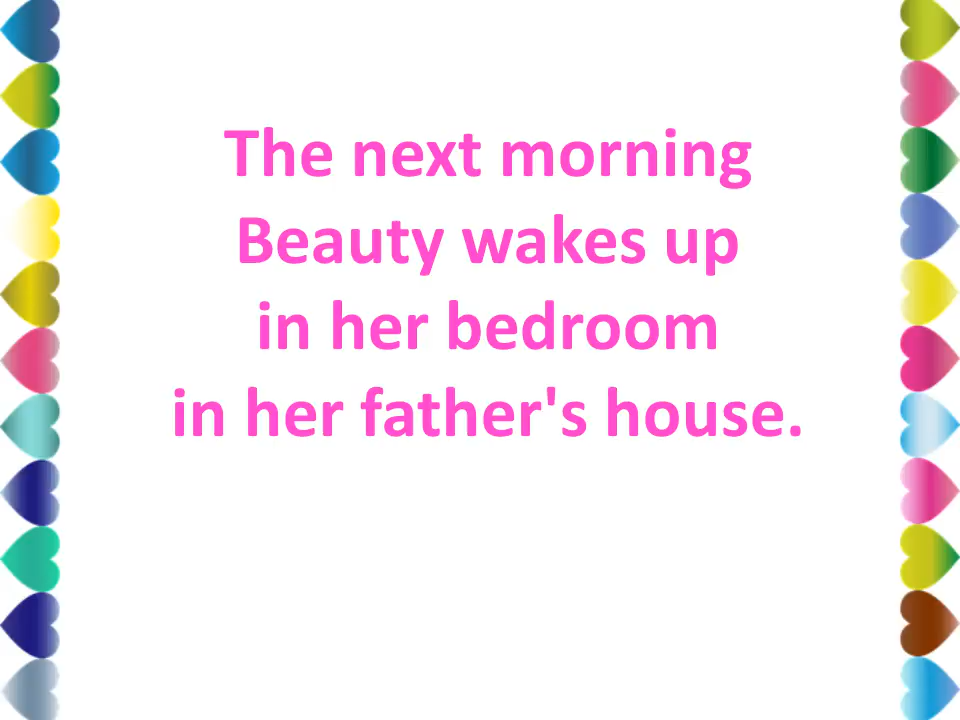 The next morning
Beauty wakes up
in her bedroom
in her father's house.